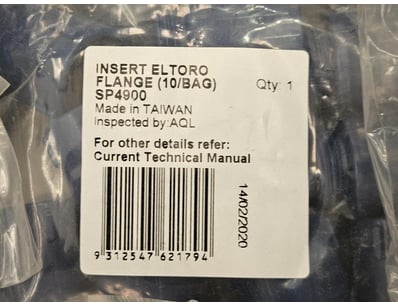 INSERT ELTORO
FLANGE (10/BAG) Qty: 1
SP4900
Made in TAIWAN
Inspected by:AQL
For other details refer:
Current Technical Manual
14/02/2020
9 312547 621794